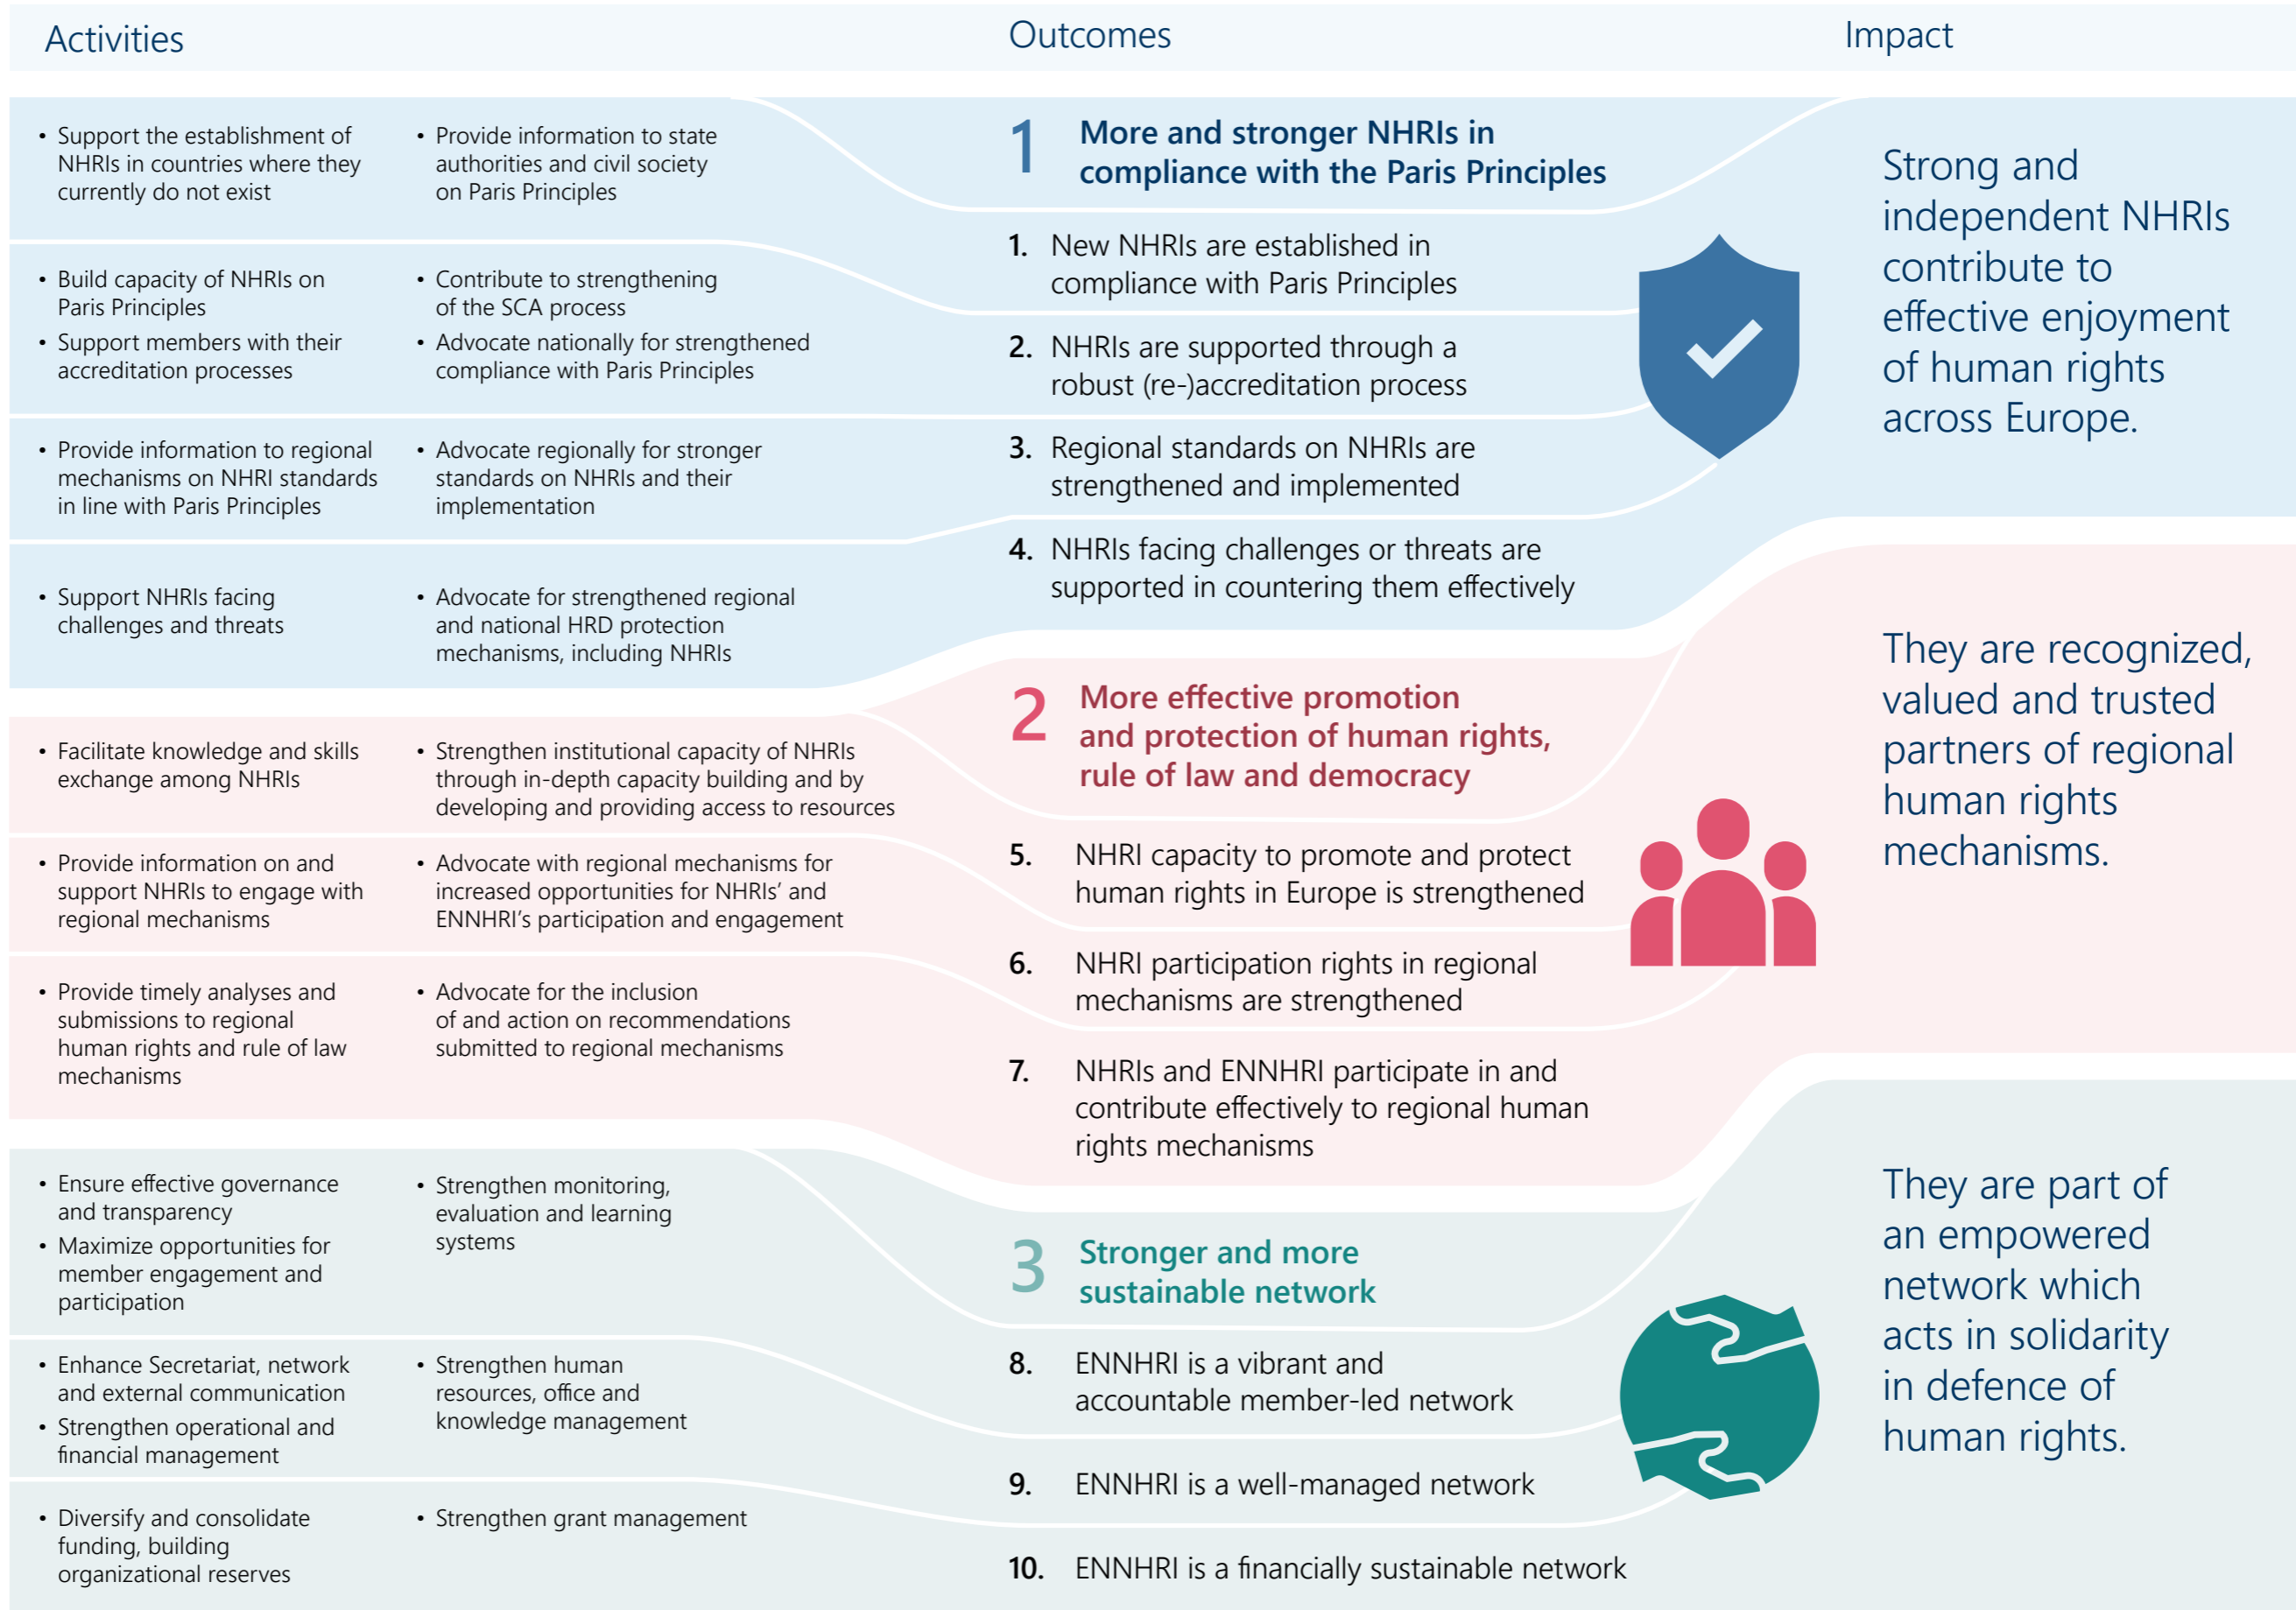 Activities
Outcomes
Impact
• Support the establishment of
NHRIs in countries where they
currently do not exist
• Provide information to state
authorities and civil society
on Paris Principles
• Build capacity of NHRIs on
Paris Principles
• Support members with their
accreditation processes
• Contribute to strengthening
of the SCA process
• Advocate nationally for strengthened
compliance with Paris Principles
• Provide information to regional
mechanisms on NHRI standards
in line with Paris Principles
• Advocate regionally for stronger
standards on NHRIs and their
implementation
• Support NHRIs facing
challenges and threats
• Advocate for strengthened regional
and national HRD protection
mechanisms, including NHRIs
1 More and stronger NHRIs in
compliance with the Paris Principles
1. New NHRIs are established in
compliance with Paris Principles
2. NHRIs are supported through a
robust (re-)accreditation process
3. Regional standards on NHRIs are
strengthened and implemented
4. NHRIs facing challenges or threats are
supported in countering them effectively
Strong and
independent NHRIs
contribute to
effective enjoyment
of human rights
across Europe.
• Facilitate knowledge and skills
exchange among NHRIs
• Strengthen institutional capacity of NHRIs
through in-depth capacity building and by
developing and providing access to resources
• Provide information on and
support NHRIs to engage with
regional mechanisms
• Advocate with regional mechanisms for
increased opportunities for NHRIs’ and
ENNHRI’s participation and engagement
• Provide timely analyses and
submissions to regional
human rights and rule of law
mechanisms
• Advocate for the inclusion
of and action on recommendations
submitted to regional mechanisms
2 More effective promotion
and protection of human rights,
rule of law and democracy
5. NHRI capacity to promote and protect
human rights in Europe is strengthened
6. NHRI participation rights in regional
mechanisms are strengthened
7. NHRIs and ENNHRI participate in and
contribute effectively to regional human
rights mechanisms
They are recognized,
valued and trusted
partners of regional
human rights
mechanisms.
• Ensure effective governance
and transparency
• Maximize opportunities for
member engagement and
participation
• Strengthen monitoring,
evaluation and learning
systems
• Enhance Secretariat, network
and external communication
• Strengthen operational and
financial management
• Strengthen human
resources, office and
knowledge management
• Diversify and consolidate
funding, building
organizational reserves
• Strengthen grant management
3 Stronger and more
sustainable network
8. ENNHRI is a vibrant and
accountable member-led network
9. ENNHRI is a well-managed network
10. ENNHRI is a financially sustainable network
They are part of
an empowered
network which
acts in solidarity
in defence of
human rights.